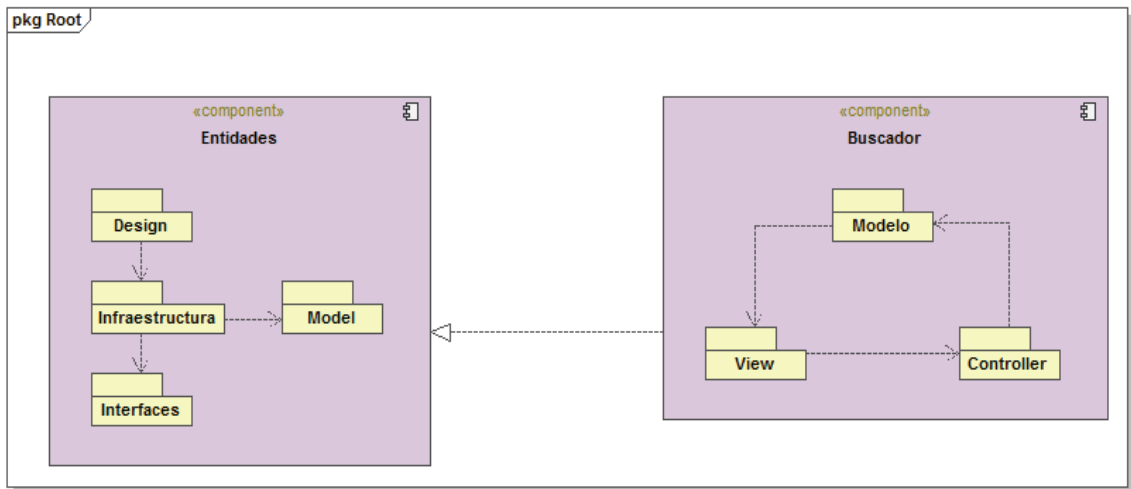 pkg Root
«component»
Entidades
Design
Infraestructura
Model
Interfaces
«component»
Buscador
Modelo
View
Controller